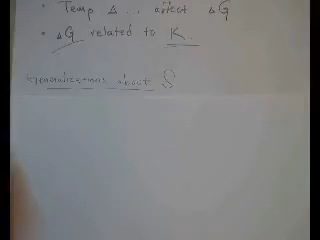 • Temp Δ ... affect ΔG
• ΔG related to K
Generalizations about S